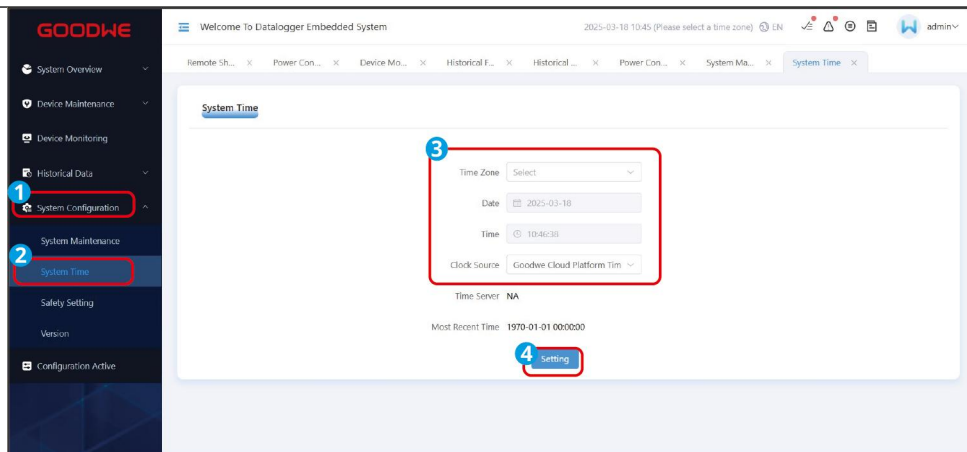 GOODWE
Welcome To Datalogger Embedded System
2025-03-18 10:45 (Please select a time zone)
EN
admin
Remote Sh... × Power Con... × Device Mo... × Historical F... × Historical ... × Power Con... × System Ma... × System Time ×
System Overview
Device Maintenance
Device Monitoring
Historical Data
1
System Configuration
System Maintenance
2
System Time
Safety Setting
Version
Configuration Active
System Time
3
Time Zone Select
Date 2025-03-18
Time 10:46:38
Clock Source Goodwe Cloud Platform Tim
Time Server NA
Most Recent Time 1970-01-01 00:00:00
4
Setting